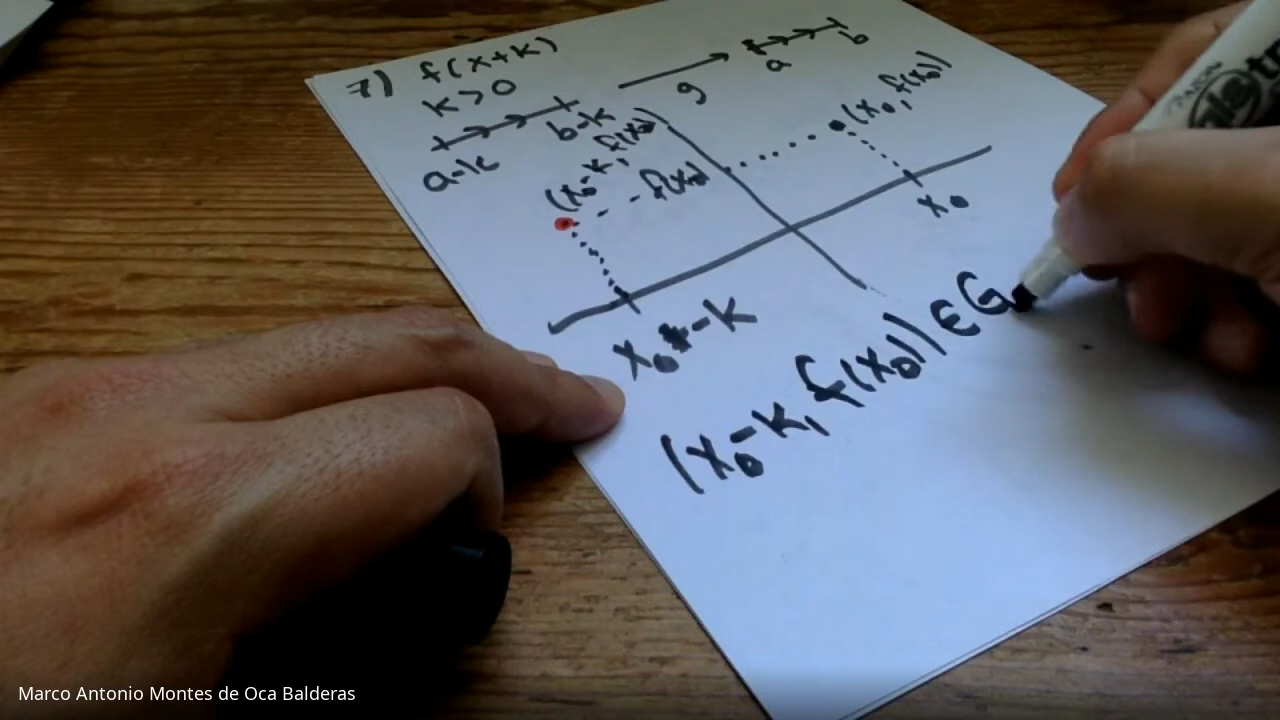 7) f(x+k)
k > 0
a-k b-k
g
a b
(x₀-k, f(x₀))
f(x₀)
(x₀, f(x₀))
x₀
x₀-k
(x₀-k, f(x₀)) ∈ G
Marco Antonio Montes de Oca Balderas